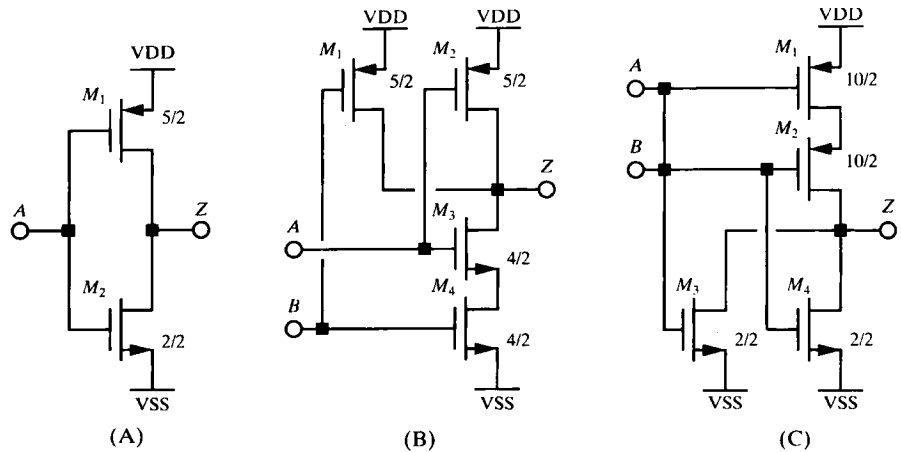 VDD
M1
5/2
A
Z
M2
2/2
VSS
(A)
VDD
VDD
M1
M2
5/2
5/2
Z
A
M3
4/2
B
M4
4/2
VSS
(B)
VDD
M1
A
10/2
M2
B
10/2
Z
M3
M4
2/2
2/2
VSS
VSS
(C)